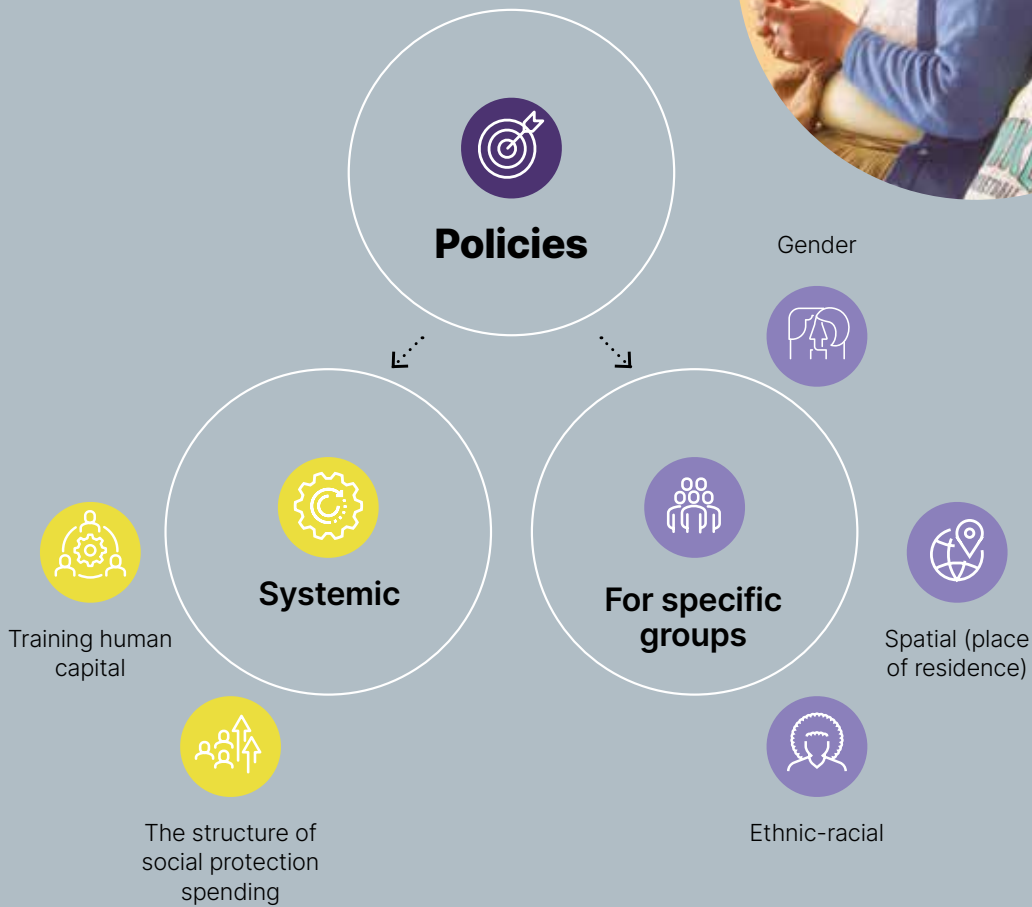 Policies
Gender
Systemic
For specific
groups
Training human
capital
Spatial (place
of residence)
The structure of
social protection
spending
Ethnic-racial